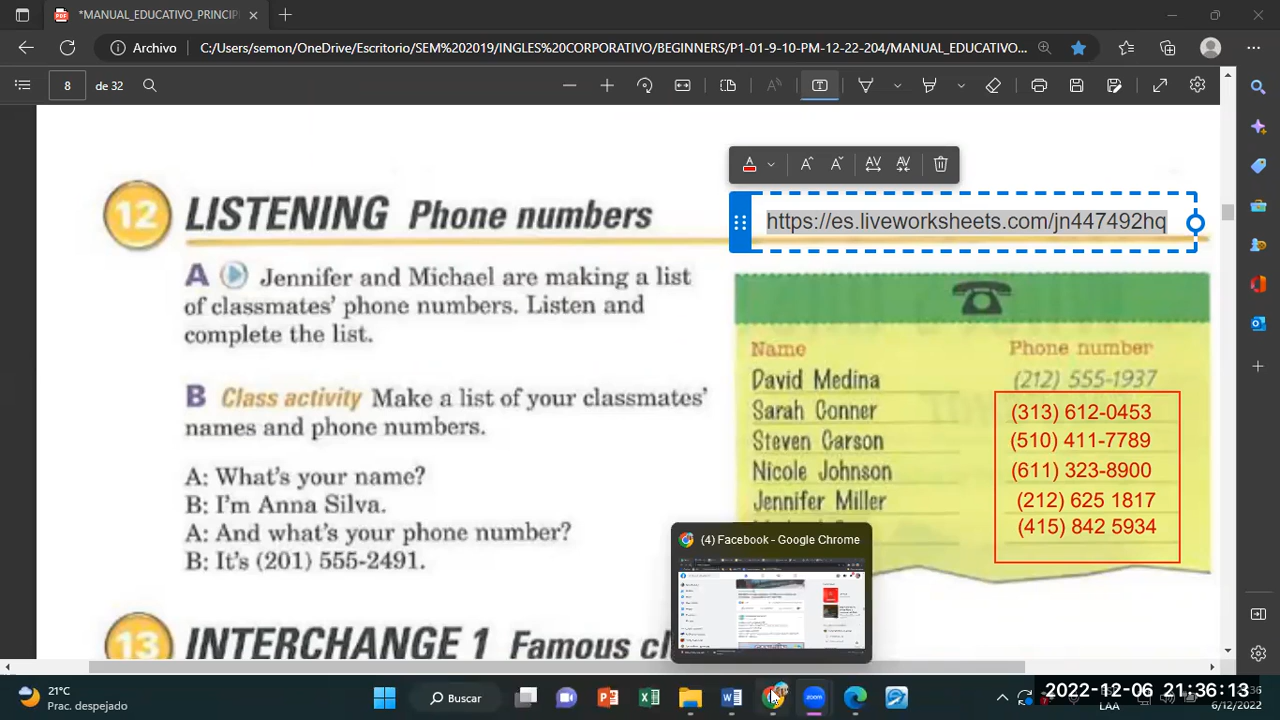 *MANUAL_EDUCATIVO_PRINCIP
Archivo
C:/Users/semon/OneDrive/Escritorio/SEM%202019/INGLES%20CORPORATIVO/BEGINNERS/P1-01-9-10-PM-12-22-204/MANUAL_EDUCATIVO...
8
de 32
12 LISTENING Phone numbers
https://es.liveworksheets.com/jn447492hq
A Jennifer and Michael are making a list
of classmates' phone numbers. Listen and
complete the list.
B Class activity Make a list of your classmates'
names and phone numbers.
A: What's your name?
B: I'm Anna Silva.
A: And what's your phone number?
B: It's (201) 555-2491.
Name Phone number
David Medina (212) 555-1937
Sarah Conner (313) 612-0453
Steven Carson (510) 411-7789
Nicole Johnson (611) 323-8900
Jennifer Miller (212) 625 1817
(415) 842 5934
(4) Facebook - Google Chrome
INTERCHANGE Famous cl
21°C
Prac. despejado
Buscar
zoom
LAA
2022-12-06 21:36:13
6/12/2022